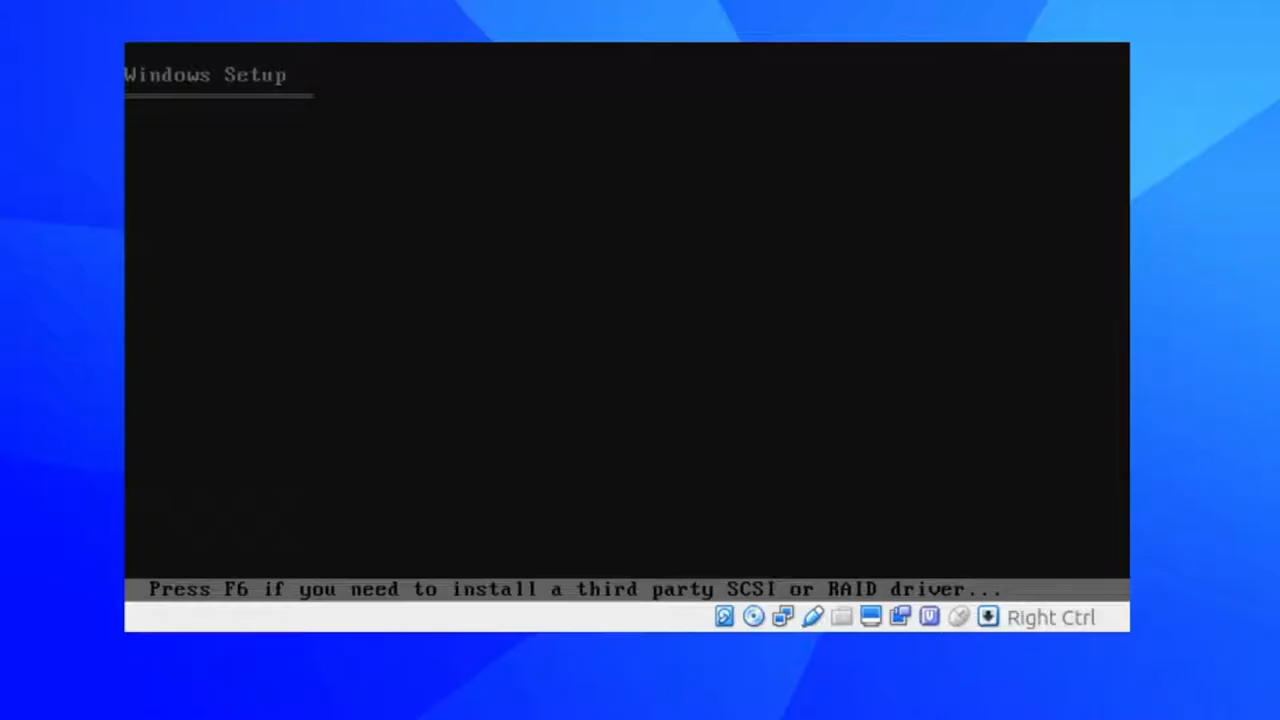 Windows Setup
Press F6 if you need to install a third party SCSI or RAID driver...
Right Ctrl